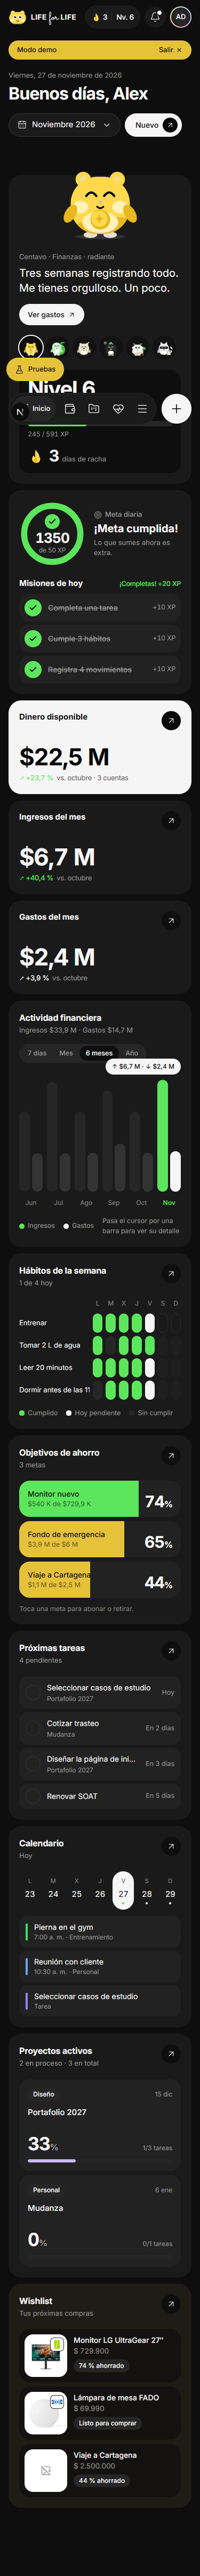 LIFE for LIFE
3
Nv. 6
AD
Modo demo
Salir ×
Viernes, 27 de noviembre de 2026
Buenos días, Alex
Noviembre 2026
Nuevo
Centavo · Finanzas · radiante
Tres semanas registrando todo.
Me tienes orgulloso. Un poco.
Ver gastos
Pruebas
Nivel 6
N
Inicio
245 / 591 XP
3 días de racha
1350
de 50 XP
Meta diaria
¡Meta cumplida!
Lo que sumes ahora es
extra.
Misiones de hoy
¡Completas! +20 XP
Completa una tarea
+10 XP
Cumple 3 hábitos
+10 XP
Registra 4 movimientos
+10 XP
Dinero disponible
$22,5 M
+23,7 % vs. octubre · 3 cuentas
Ingresos del mes
$6,7 M
+40,4 % vs. octubre
Gastos del mes
$2,4 M
+3,9 % vs. octubre
Actividad financiera
Ingresos $33,9 M · Gastos $14,7 M
7 días
Mes
6 meses
Año
↑ $6,7 M · ↓ $2,4 M
Jun
Jul
Ago
Sep
Oct
Nov
Ingresos
Gastos
Pasa el cursor por una
barra para ver su detalle
Hábitos de la semana
1 de 4 hoy
L M X J V S D
Entrenar
Tomar 2 L de agua
Leer 20 minutos
Dormir antes de las 11
Cumplido
Hoy pendiente
Sin cumplir
Objetivos de ahorro
3 metas
Monitor nuevo
$540 K de $729,9 K
74%
Fondo de emergencia
$3,9 M de $6 M
65%
Viaje a Cartagena
$1,1 M de $2,5 M
44%
Toca una meta para abonar o retirar.
Próximas tareas
4 pendientes
Seleccionar casos de estudio
Portafolio 2027
Hoy
Cotizar trasteo
Mudanza
En 2 días
Diseñar la página de ini...
Portafolio 2027
En 3 días
Renovar SOAT
En 5 días
Calendario
Hoy
L M X J V S D
23 24 25 26 27 28 29
Pierna en el gym
7:00 a. m. · Entrenamiento
Reunión con cliente
10:30 a. m. · Personal
Seleccionar casos de estudio
Tarea
Proyectos activos
2 en proceso · 3 en total
Diseño
15 dic
Portafolio 2027
33%
1/3 tareas
Personal
6 ene
Mudanza
0%
0/1 tareas
Wishlist
Tus próximas compras
Monitor LG UltraGear 27"
$ 729.900
74 % ahorrado
Lámpara de mesa FADO
$ 69.990
Listo para comprar
Viaje a Cartagena
$ 2.500.000
44 % ahorrado